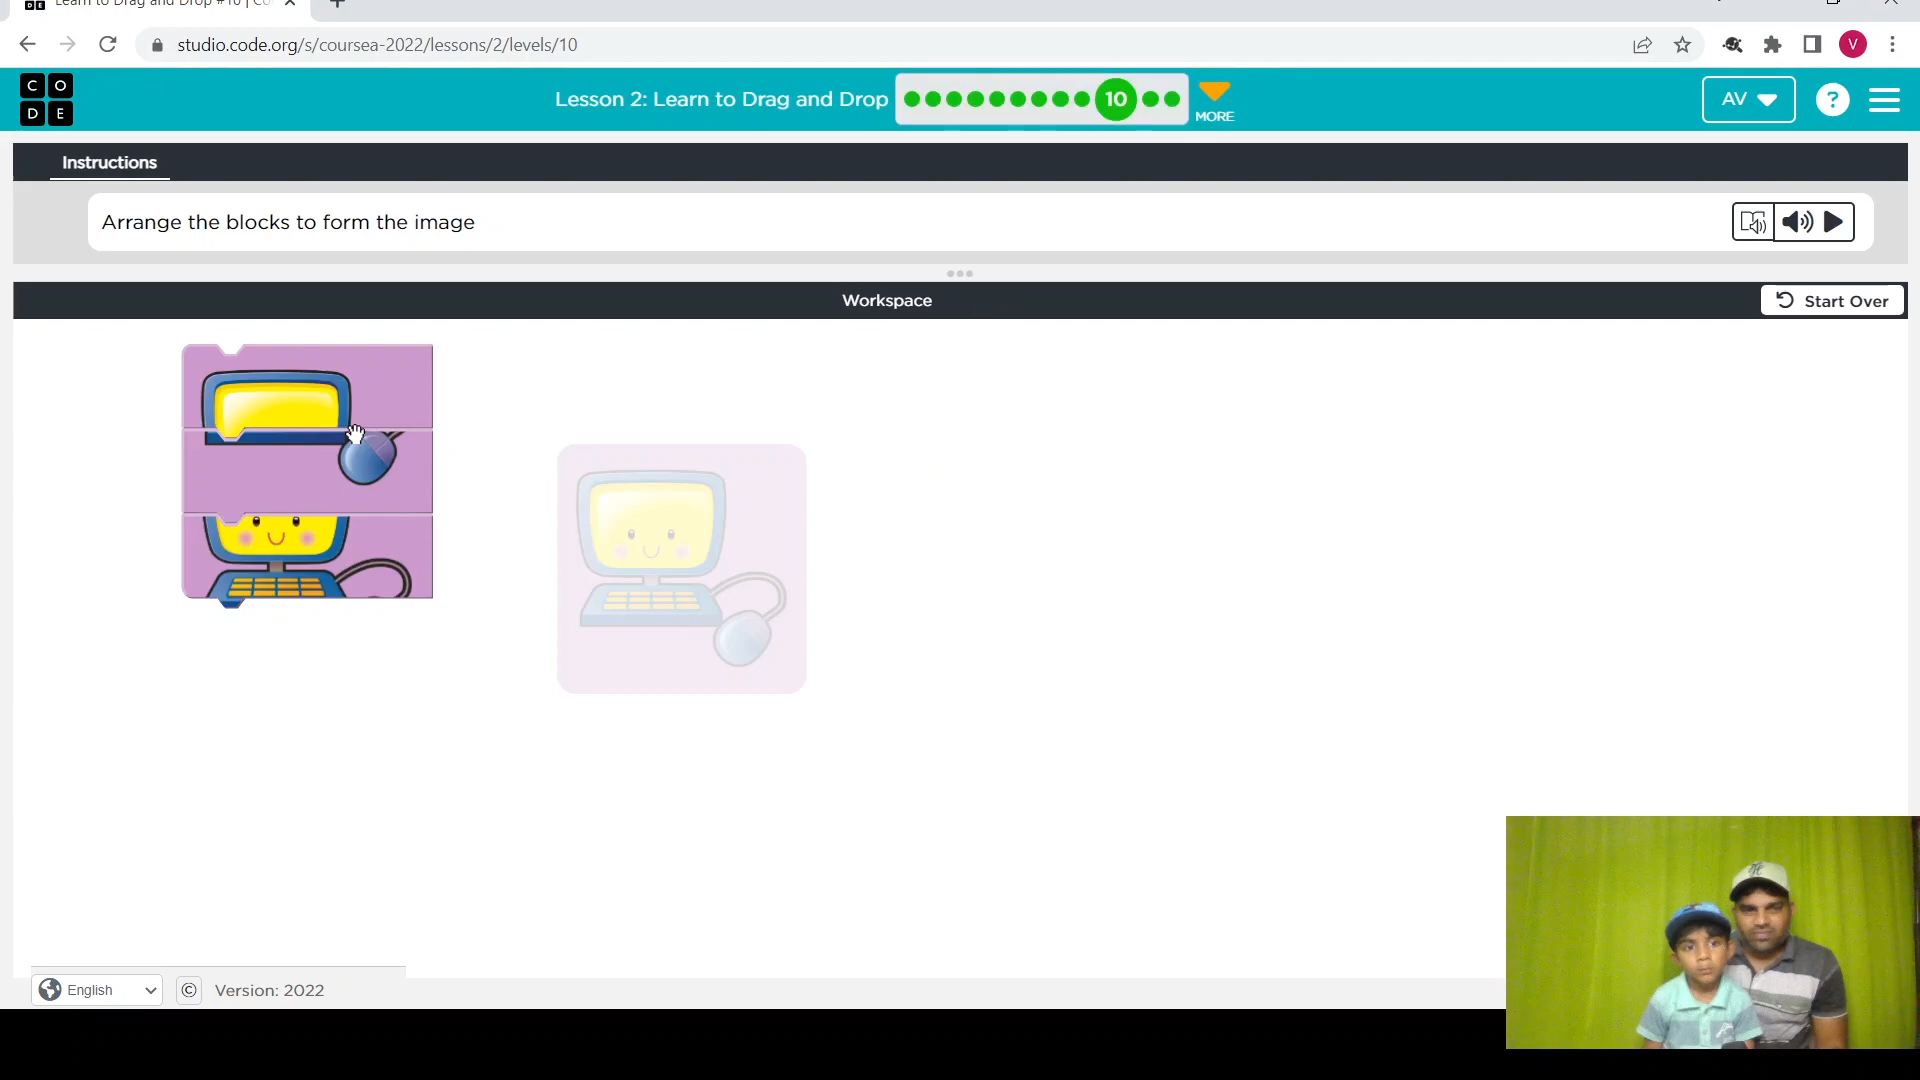 Learn to Drag and Drop #10 | Co
studio.code.org/s/coursea-2022/lessons/2/levels/10
V
C O
D E
Lesson 2: Learn to Drag and Drop
10
MORE
AV
?
Instructions
Arrange the blocks to form the image
Workspace
Start Over
English
©
Version: 2022